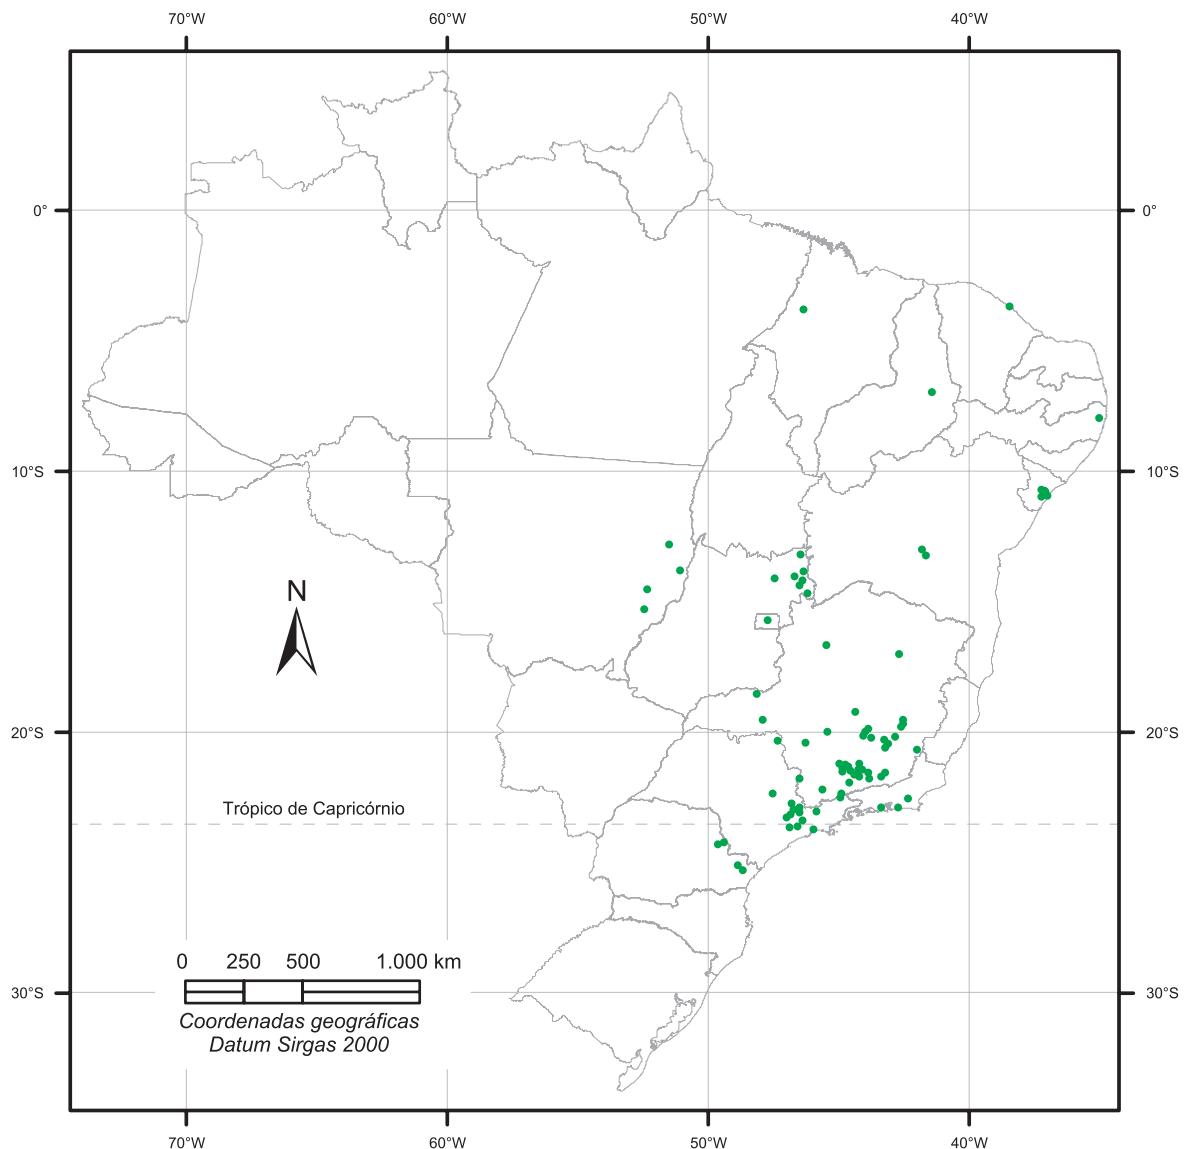 70°W 60°W 50°W 40°W
0° 0°
10°S 10°S
N
20°S 20°S
Trópico de Capricórnio
0 250 500 1.000 km
30°S 30°S
Coordenadas geográficas
Datum Sirgas 2000
70°W 60°W 50°W 40°W